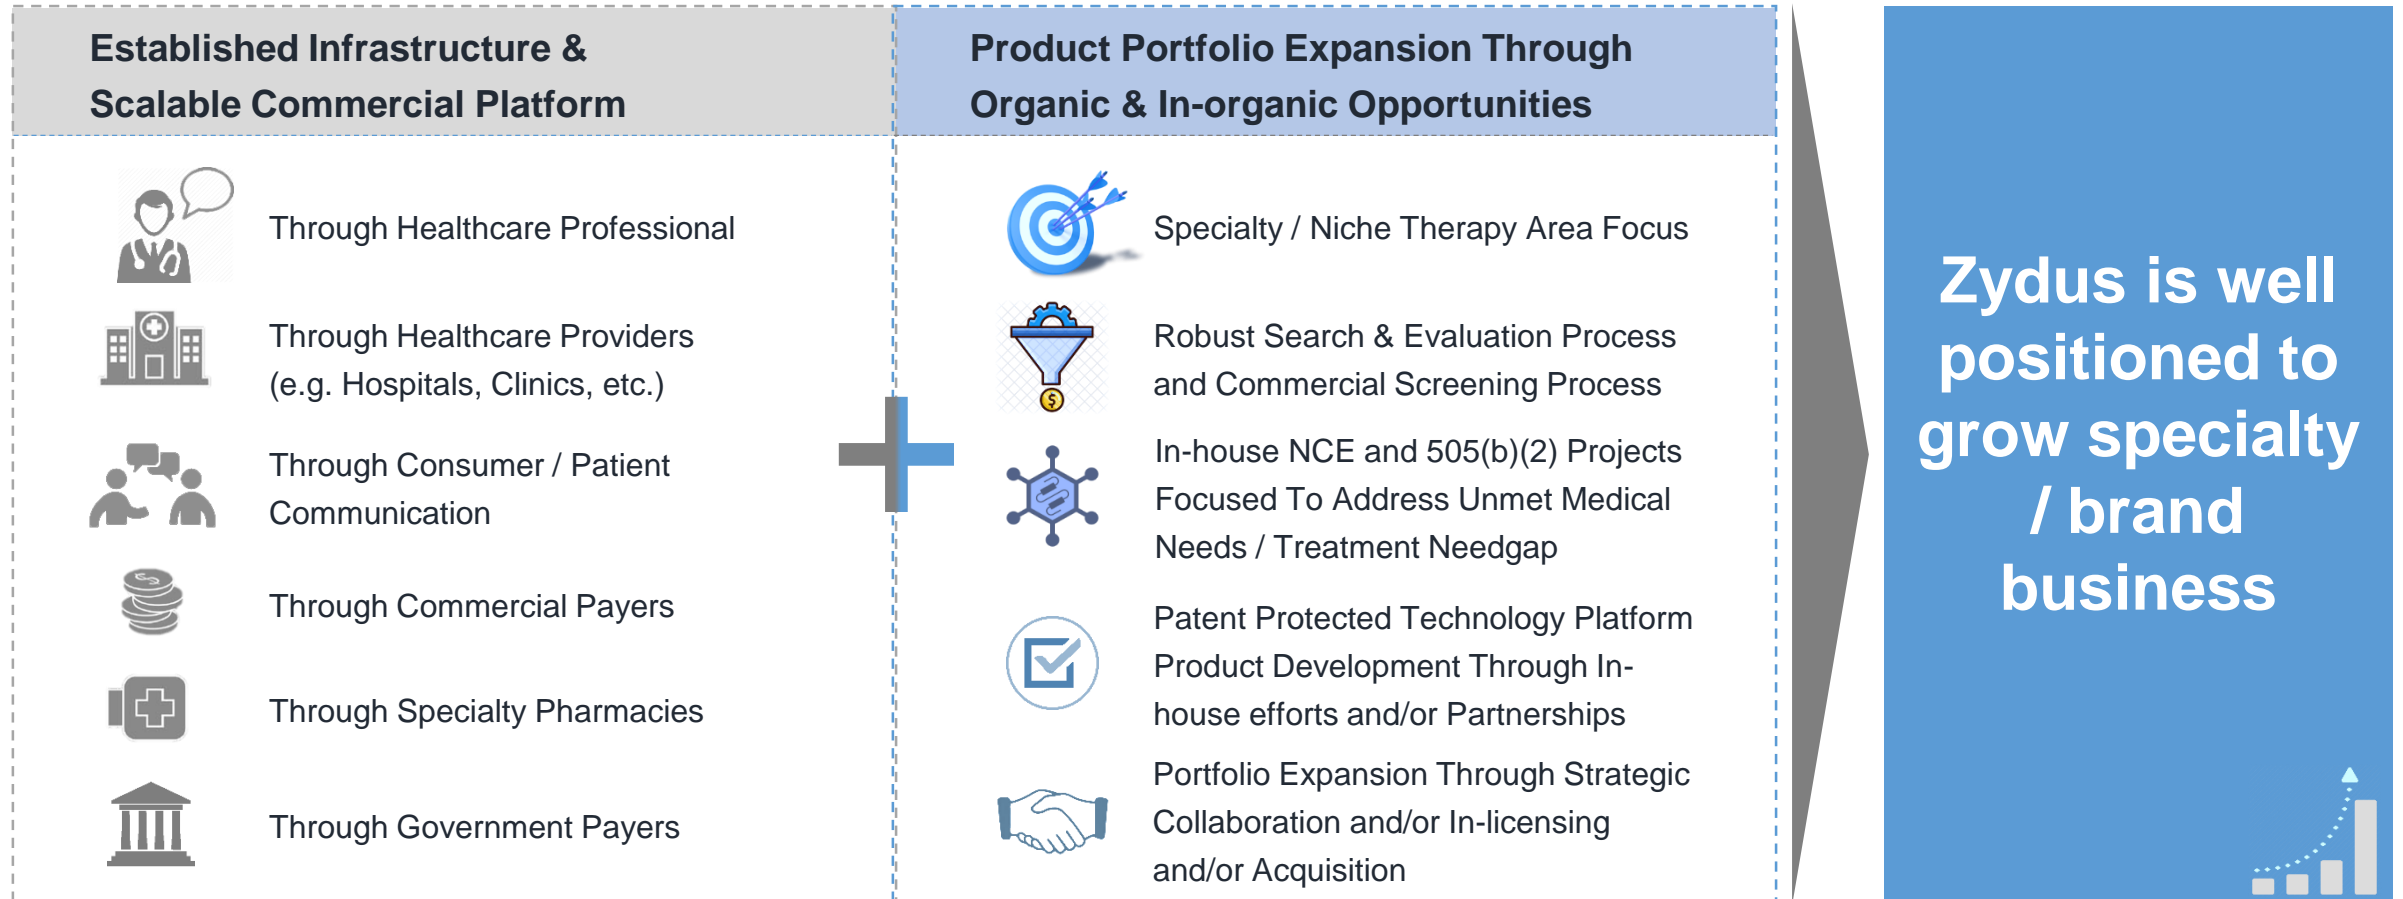 Established Infrastructure &
Scalable Commercial Platform
Through Healthcare Professional
Through Healthcare Providers
(e.g. Hospitals, Clinics, etc.)
Through Consumer / Patient
Communication
Through Commercial Payers
Through Specialty Pharmacies
Through Government Payers
Product Portfolio Expansion Through
Organic & In-organic Opportunities
Specialty / Niche Therapy Area Focus
Robust Search & Evaluation Process
and Commercial Screening Process
In-house NCE and 505(b)(2) Projects
Focused To Address Unmet Medical
Needs / Treatment Needgap
Patent Protected Technology Platform
Product Development Through In-
house efforts and/or Partnerships
Portfolio Expansion Through Strategic
Collaboration and/or In-licensing
and/or Acquisition
Zydus is well
positioned to
grow specialty
/ brand
business